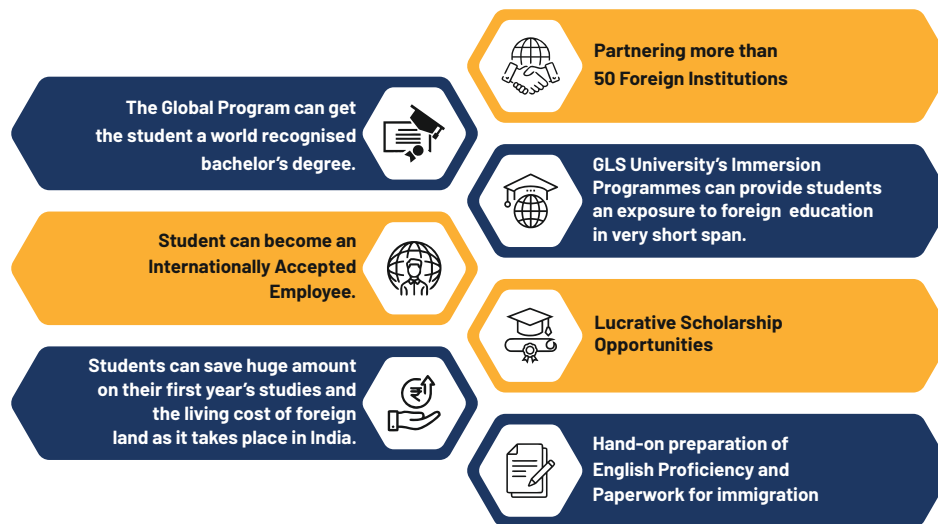 Partnering more than
50 Foreign Institutions
The Global Program can get
the student a world recognised
bachelor's degree.
GLS University's Immersion
Programmes can provide students
an exposure to foreign education
in very short span.
Student can become an
Internationally Accepted
Employee.
Lucrative Scholarship
Opportunities
Students can save huge amount
on their first year's studies and
the living cost of foreign
land as it takes place in India.
Hand-on preparation of
English Proficiency and
Paperwork for immigration